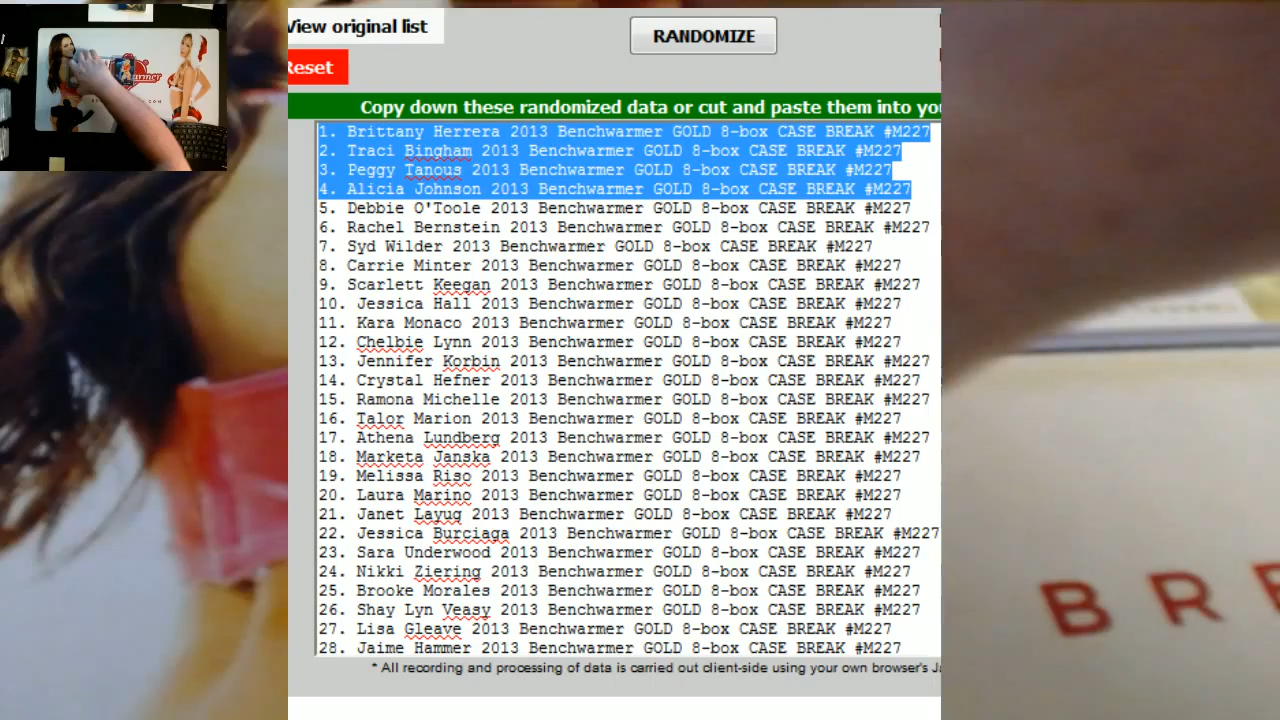 View original list
RANDOMIZE
Reset
Copy down these randomized data or cut and paste them into you
1. Brittany Herrera 2013 Benchwarmer GOLD 8-box CASE BREAK #M227
2. Traci Bingham 2013 Benchwarmer GOLD 8-box CASE BREAK #M227
3. Peggy Tanous 2013 Benchwarmer GOLD 8-box CASE BREAK #M227
4. Alicia Johnson 2013 Benchwarmer GOLD 8-box CASE BREAK #M227
5. Debbie O'Toole 2013 Benchwarmer GOLD 8-box CASE BREAK #M227
6. Rachel Bernstein 2013 Benchwarmer GOLD 8-box CASE BREAK #M227
7. Syd Wilder 2013 Benchwarmer GOLD 8-box CASE BREAK #M227
8. Carrie Minter 2013 Benchwarmer GOLD 8-box CASE BREAK #M227
9. Scarlett Keegan 2013 Benchwarmer GOLD 8-box CASE BREAK #M227
10. Jessica Hall 2013 Benchwarmer GOLD 8-box CASE BREAK #M227
11. Kara Monaco 2013 Benchwarmer GOLD 8-box CASE BREAK #M227
12. Chelbie Lynn 2013 Benchwarmer GOLD 8-box CASE BREAK #M227
13. Jennifer Korbin 2013 Benchwarmer GOLD 8-box CASE BREAK #M227
14. Crystal Hefner 2013 Benchwarmer GOLD 8-box CASE BREAK #M227
15. Ramona Michelle 2013 Benchwarmer GOLD 8-box CASE BREAK #M227
16. Talor Marion 2013 Benchwarmer GOLD 8-box CASE BREAK #M227
17. Athena Lundberg 2013 Benchwarmer GOLD 8-box CASE BREAK #M227
18. Marketa Janska 2013 Benchwarmer GOLD 8-box CASE BREAK #M227
19. Melissa Riso 2013 Benchwarmer GOLD 8-box CASE BREAK #M227
20. Laura Marino 2013 Benchwarmer GOLD 8-box CASE BREAK #M227
21. Janet Layug 2013 Benchwarmer GOLD 8-box CASE BREAK #M227
22. Jessica Burciaga 2013 Benchwarmer GOLD 8-box CASE BREAK #M227
23. Sara Underwood 2013 Benchwarmer GOLD 8-box CASE BREAK #M227
24. Nikki Ziering 2013 Benchwarmer GOLD 8-box CASE BREAK #M227
25. Brooke Morales 2013 Benchwarmer GOLD 8-box CASE BREAK #M227
26. Shay Lyn Veasy 2013 Benchwarmer GOLD 8-box CASE BREAK #M227
27. Lisa Gleave 2013 Benchwarmer GOLD 8-box CASE BREAK #M227
28. Jaime Hammer 2013 Benchwarmer GOLD 8-box CASE BREAK #M227
* All recording and processing of data is carried out client-side using your own browser's Ja
BRE